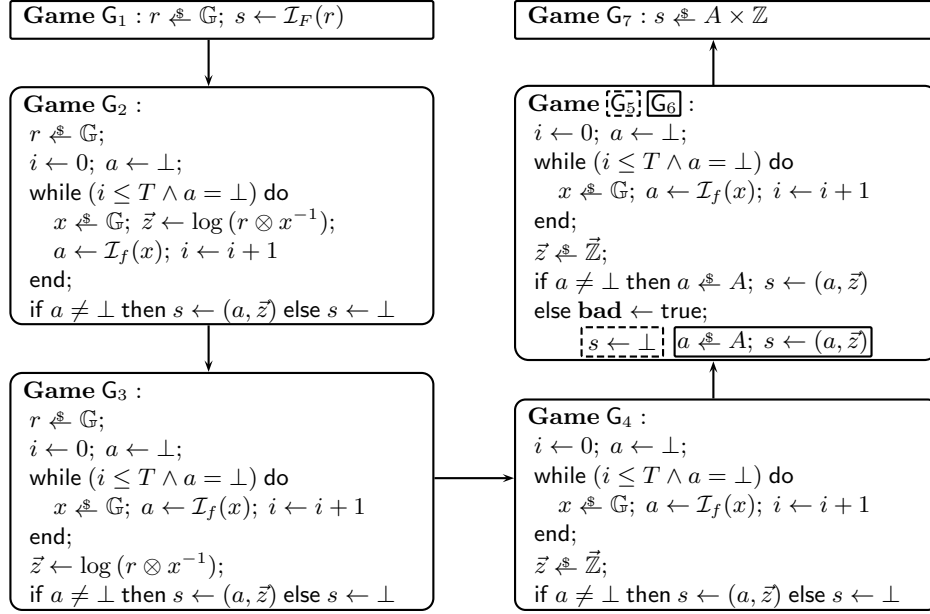 Game G₁ : r ←$ 𝔾; s ← ℐ_F(r)
Game G₂ :
r ←$ 𝔾;
i ← 0; a ← ⊥;
while (i ≤ T ∧ a = ⊥) do
x ←$ 𝔾; z⃗ ← log (r ⊗ x⁻¹);
a ← ℐ_f(x); i ← i + 1
end;
if a ≠ ⊥ then s ← (a, z⃗) else s ← ⊥
Game G₃ :
r ←$ 𝔾;
i ← 0; a ← ⊥;
while (i ≤ T ∧ a = ⊥) do
x ←$ 𝔾; a ← ℐ_f(x); i ← i + 1
end;
z⃗ ← log (r ⊗ x⁻¹);
if a ≠ ⊥ then s ← (a, z⃗) else s ← ⊥
Game G₄ :
i ← 0; a ← ⊥;
while (i ≤ T ∧ a = ⊥) do
x ←$ 𝔾; a ← ℐ_f(x); i ← i + 1
end;
z⃗ ←$ ℤ⃗;
if a ≠ ⊥ then s ← (a, z⃗) else s ← ⊥
Game G₅ G₆ :
i ← 0; a ← ⊥;
while (i ≤ T ∧ a = ⊥) do
x ←$ 𝔾; a ← ℐ_f(x); i ← i + 1
end;
z⃗ ←$ ℤ⃗;
if a ≠ ⊥ then a ←$ A; s ← (a, z⃗)
else bad ← true;
s ← ⊥ a ←$ A; s ← (a, z⃗)
Game G₇ : s ←$ A × ℤ